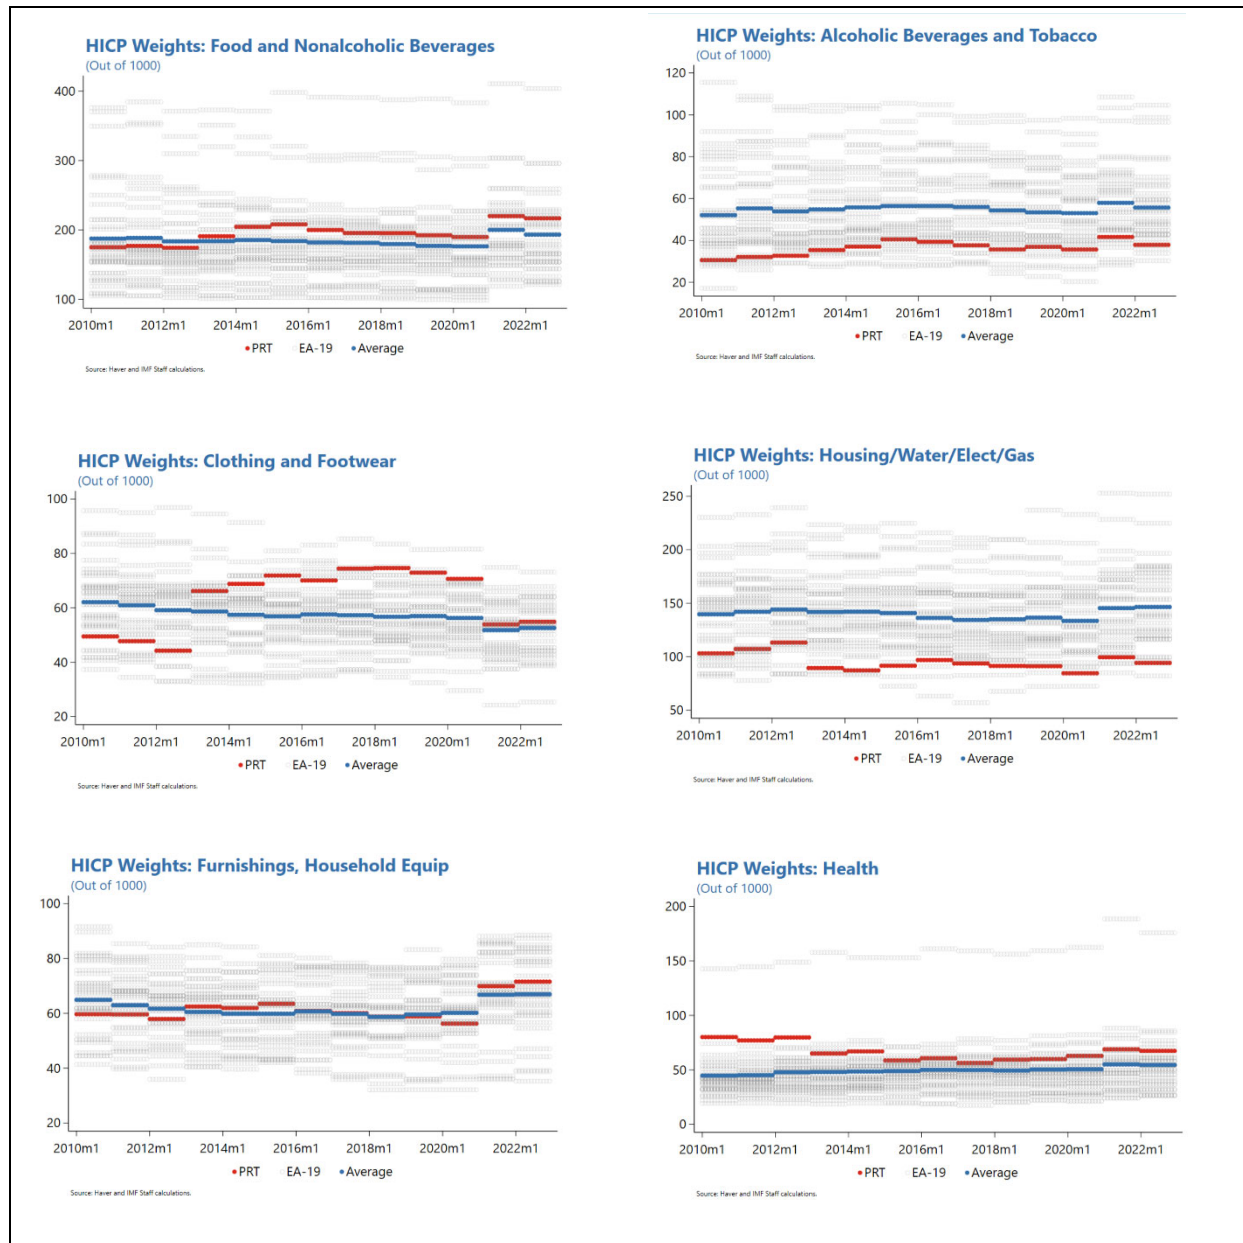 HICP Weights: Food and Nonalcoholic Beverages
(Out of 1000)
400
300
200
100
2010m1 2012m1 2014m1 2016m1 2018m1 2020m1 2022m1
PRT EA-19 Average
Source: Haver and IMF Staff calculations.
HICP Weights: Alcoholic Beverages and Tobacco
(Out of 1000)
120
100
80
60
40
20
2010m1 2012m1 2014m1 2016m1 2018m1 2020m1 2022m1
PRT EA-19 Average
Source: Haver and IMF Staff calculations.
HICP Weights: Clothing and Footwear
(Out of 1000)
100
80
60
40
20
2010m1 2012m1 2014m1 2016m1 2018m1 2020m1 2022m1
PRT EA-19 Average
Source: Haver and IMF Staff calculations.
HICP Weights: Housing/Water/Elect/Gas
(Out of 1000)
250
200
150
100
50
2010m1 2012m1 2014m1 2016m1 2018m1 2020m1 2022m1
PRT EA-19 Average
Source: Haver and IMF Staff calculations.
HICP Weights: Furnishings, Household Equip
(Out of 1000)
100
80
60
40
20
2010m1 2012m1 2014m1 2016m1 2018m1 2020m1 2022m1
PRT EA-19 Average
Source: Haver and IMF Staff calculations.
HICP Weights: Health
(Out of 1000)
200
150
100
50
0
2010m1 2012m1 2014m1 2016m1 2018m1 2020m1 2022m1
PRT EA-19 Average
Source: Haver and IMF Staff calculations.